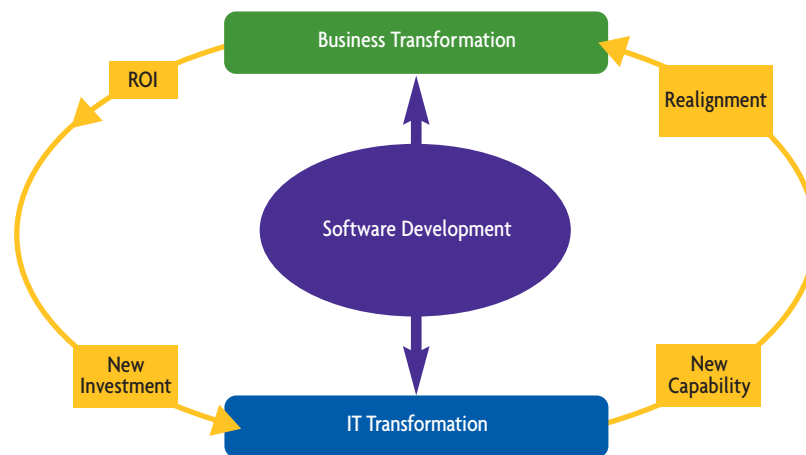 Business Transformation
ROI
Realignment
Software Development
New
Investment
New
Capability
IT Transformation